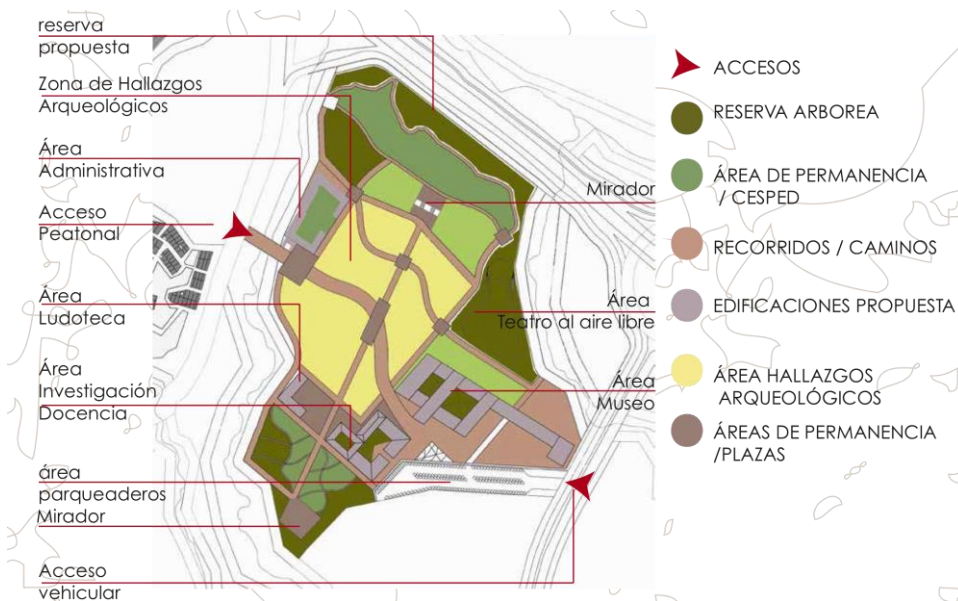 reserva
propuesta
Zona de Hallazgos
Arqueológicos
Área
Administrativa
Acceso
Peatonal
Área
Ludoteca
Área
Investigación
Docencia
área
parqueaderos
Mirador
Acceso
vehicular
Mirador
Área
Teatro al aire libre
Área
Museo
ACCESOS
RESERVA ARBOREA
ÁREA DE PERMANENCIA
/ CESPED
RECORRIDOS / CAMINOS
EDIFICACIONES PROPUESTA
ÁREA HALLAZGOS
ARQUEOLÓGICOS
ÁREAS DE PERMANENCIA
/PLAZAS